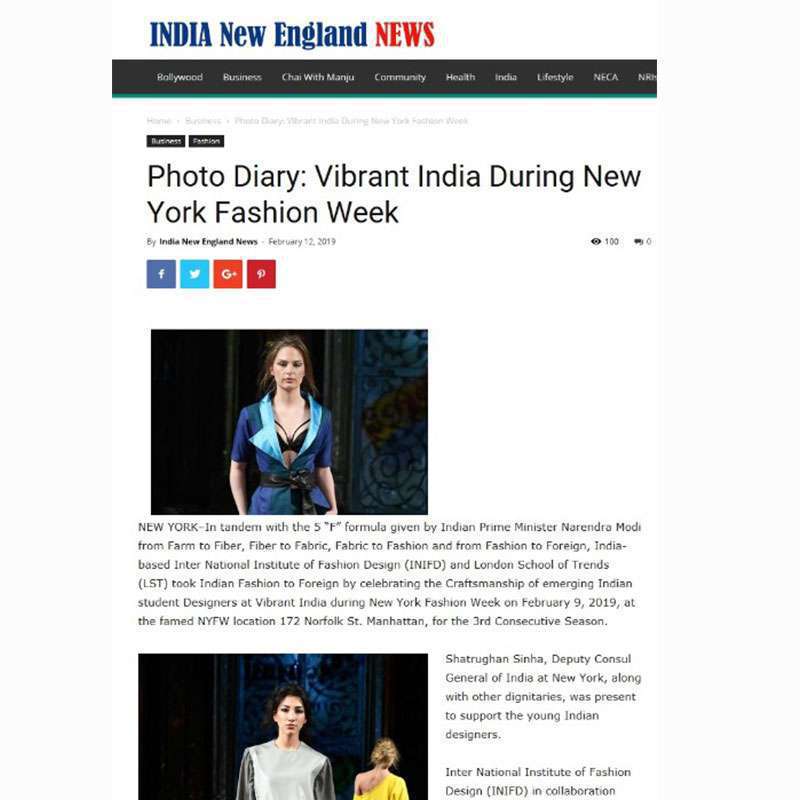 INDIA New England NEWS
Bollywood Business Chai With Manju Community Health India Lifestyle NECA NRIs
Home › Business › Photo Diary: Vibrant India During New York Fashion Week
Business Fashion
Photo Diary: Vibrant India During New
York Fashion Week
By India New England News - February 12, 2019 100 0
f G+
NEW YORK–In tandem with the 5 “F” formula given by Indian Prime Minister Narendra Modi
from Farm to Fiber, Fiber to Fabric, Fabric to Fashion and from Fashion to Foreign, India-
based Inter National Institute of Fashion Design (INIFD) and London School of Trends
(LST) took Indian Fashion to Foreign by celebrating the Craftsmanship of emerging Indian
student Designers at Vibrant India during New York Fashion Week on February 9, 2019, at
the famed NYFW location 172 Norfolk St. Manhattan, for the 3rd Consecutive Season.
Shatrughan Sinha, Deputy Consul
General of India at New York, along
with other dignitaries, was present
to support the young Indian
designers.
Inter National Institute of Fashion
Design (INIFD) in collaboration